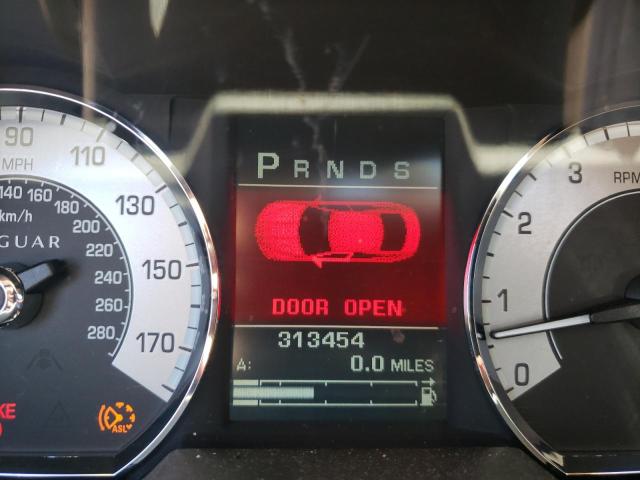 90
MPH
110
130
150
170
140
160
180
200
220
240
260
280
km/h
GUAR
KE
ASL
P R N D S
DOOR OPEN
313454
A: 0.0 MILES
3
2
1
0
RPM